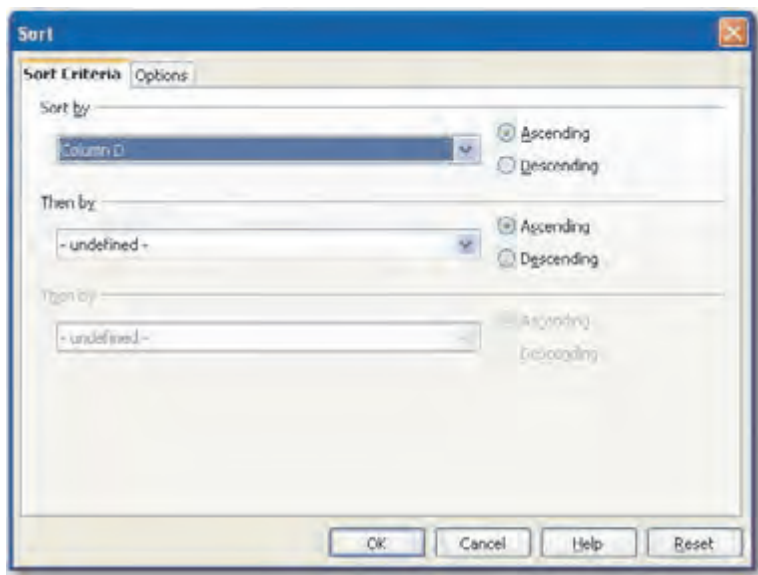 Sort
Sort Criteria Options
Sort by
Column D
Ascending
Descending
Then by
- undefined -
Ascending
Descending
Then by
- undefined -
Ascending
Descending
OK Cancel Help Reset